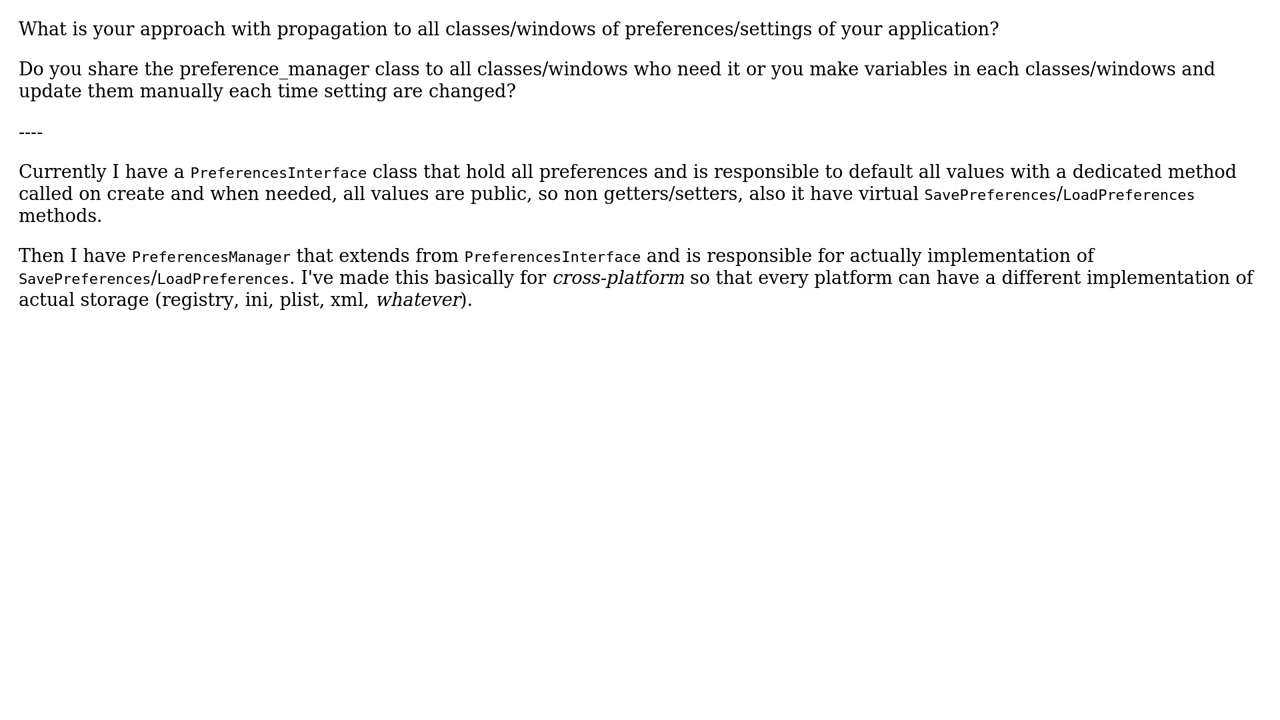 What is your approach with propagation to all classes/windows of preferences/settings of your application?
Do you share the preference_manager class to all classes/windows who need it or you make variables in each classes/windows and
update them manually each time setting are changed?
----
Currently I have a PreferencesInterface class that hold all preferences and is responsible to default all values with a dedicated method
called on create and when needed, all values are public, so non getters/setters, also it have virtual SavePreferences/LoadPreferences
methods.
Then I have PreferencesManager that extends from PreferencesInterface and is responsible for actually implementation of
SavePreferences/LoadPreferences. I've made this basically for cross-platform so that every platform can have a different implementation of
actual storage (registry, ini, plist, xml, whatever).